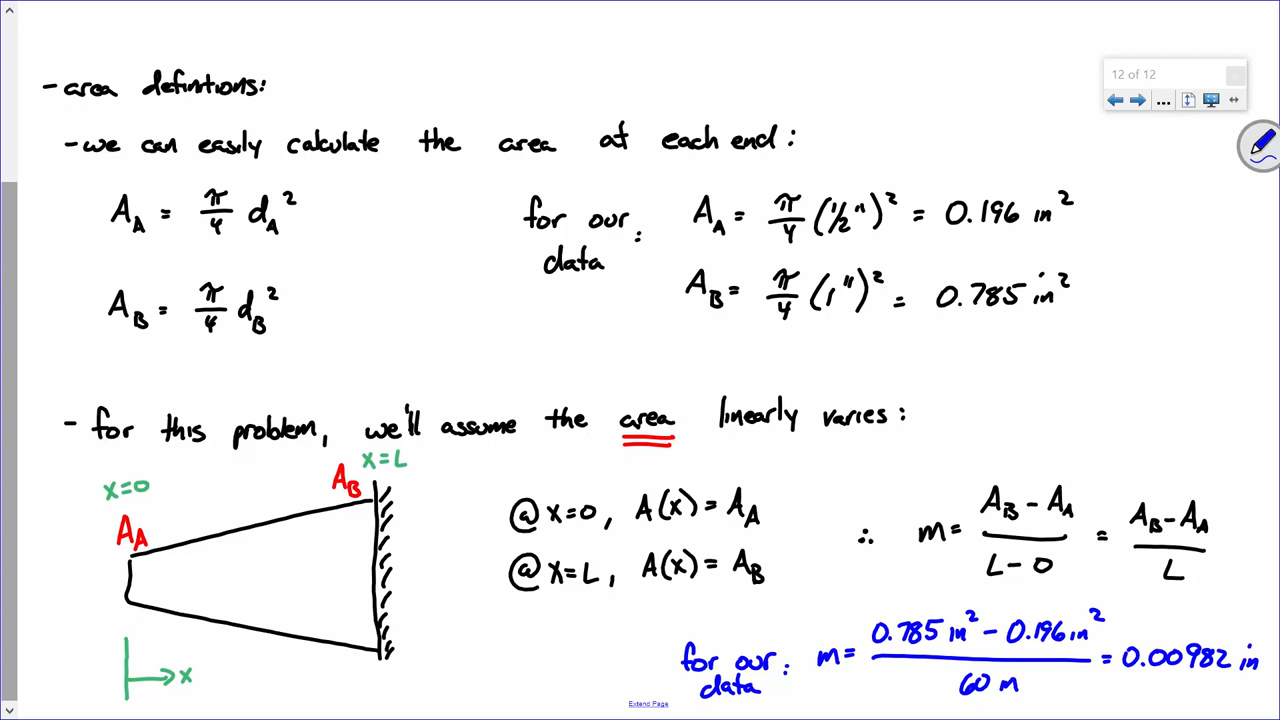 12 of 12
- area defintions:
- we can easily calculate the area at each end:
A_A = π/4 d_A²
for our data: A_A = π/4 (1/2")² = 0.196 in²
A_B = π/4 d_B²
A_B = π/4 (1")² = 0.785 in²
- for this problem, we'll assume the area linearly varies:
x=0
A_A
A_B
x=L
x
@ x=0, A(x) = A_A
@ x=L, A(x) = A_B
∴ m = (A_B - A_A)/(L - 0) = (A_B - A_A)/L
for our data: m = (0.785 in² - 0.196 in²)/(60 m) = 0.00982 in
Extend Page